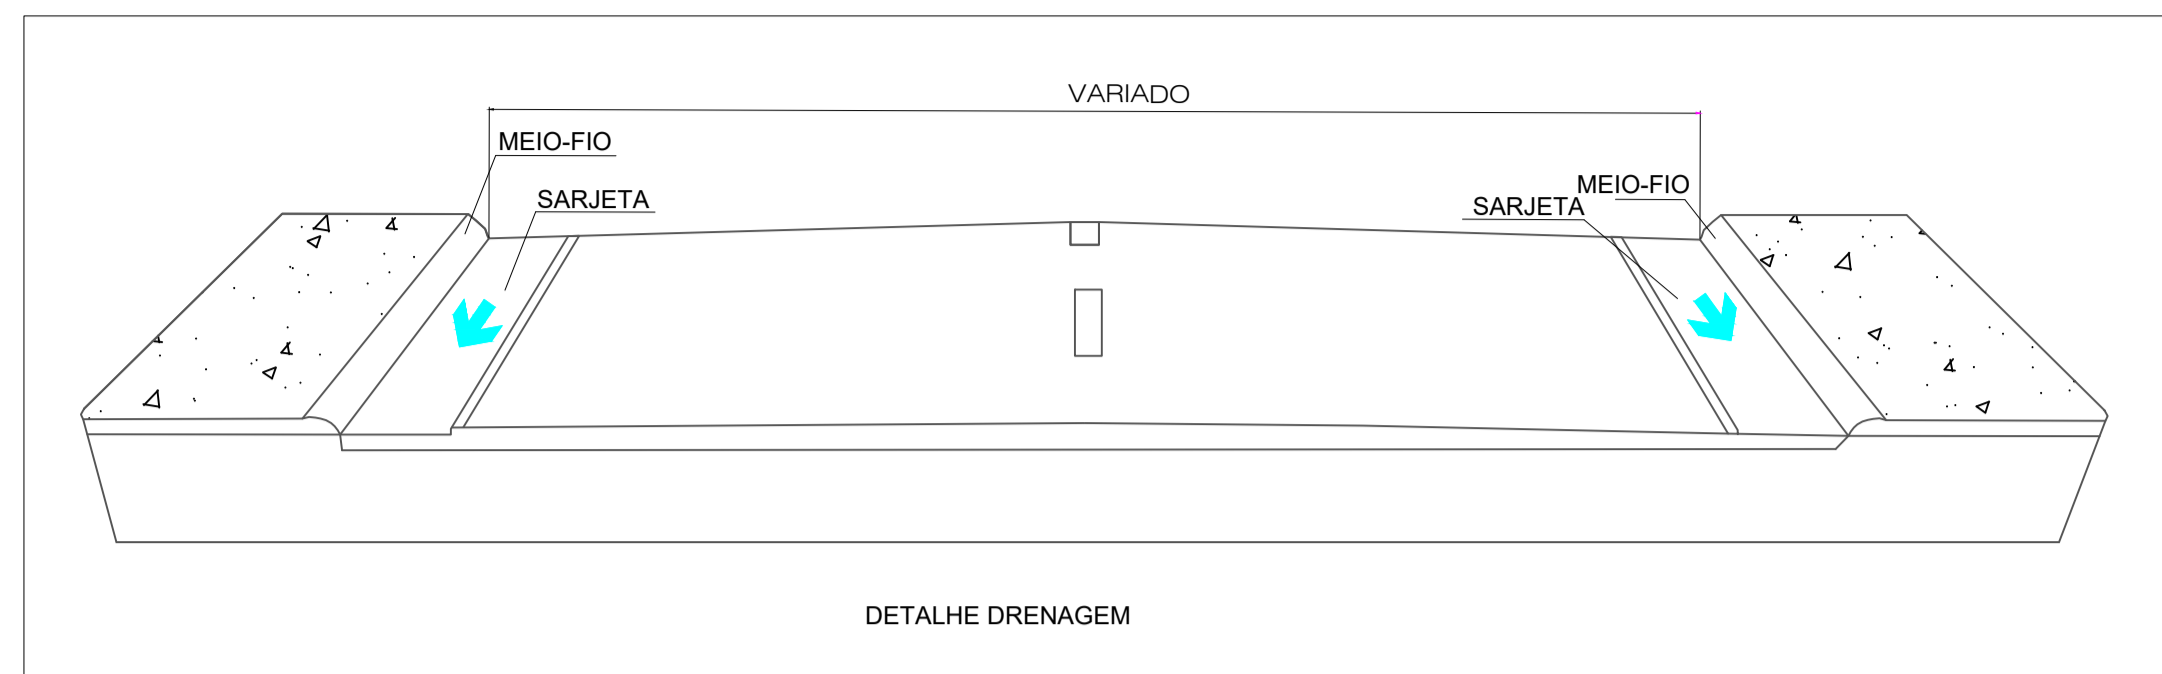 VARIADO
MEIO-FIO
SARJETA
MEIO-FIO
SARJETA
DETALHE DRENAGEM